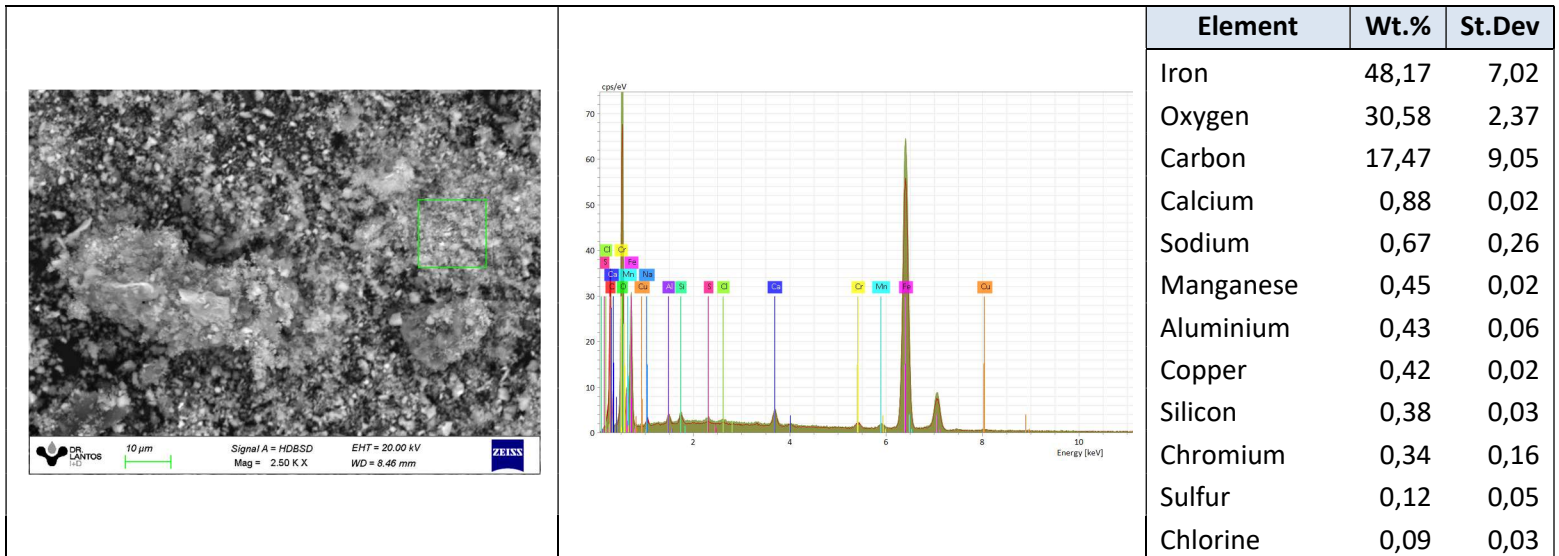 DR.
LANTOS
I+D
10 µm
Signal A = HDBSD
EHT = 20.00 kV
Mag = 2.50 K X
WD = 8.46 mm
ZEISS
cps/eV
70
60
50
40
30
20
10
0
Cl Cr
S Fe
Ca Mn Na
C O Cu Al Si S Cl Ca Cr Mn Fe Cu
2 4 6 8 10
Energy [keV]
Element Wt.% St.Dev
Iron 48,17 7,02
Oxygen 30,58 2,37
Carbon 17,47 9,05
Calcium 0,88 0,02
Sodium 0,67 0,26
Manganese 0,45 0,02
Aluminium 0,43 0,06
Copper 0,42 0,02
Silicon 0,38 0,03
Chromium 0,34 0,16
Sulfur 0,12 0,05
Chlorine 0,09 0,03